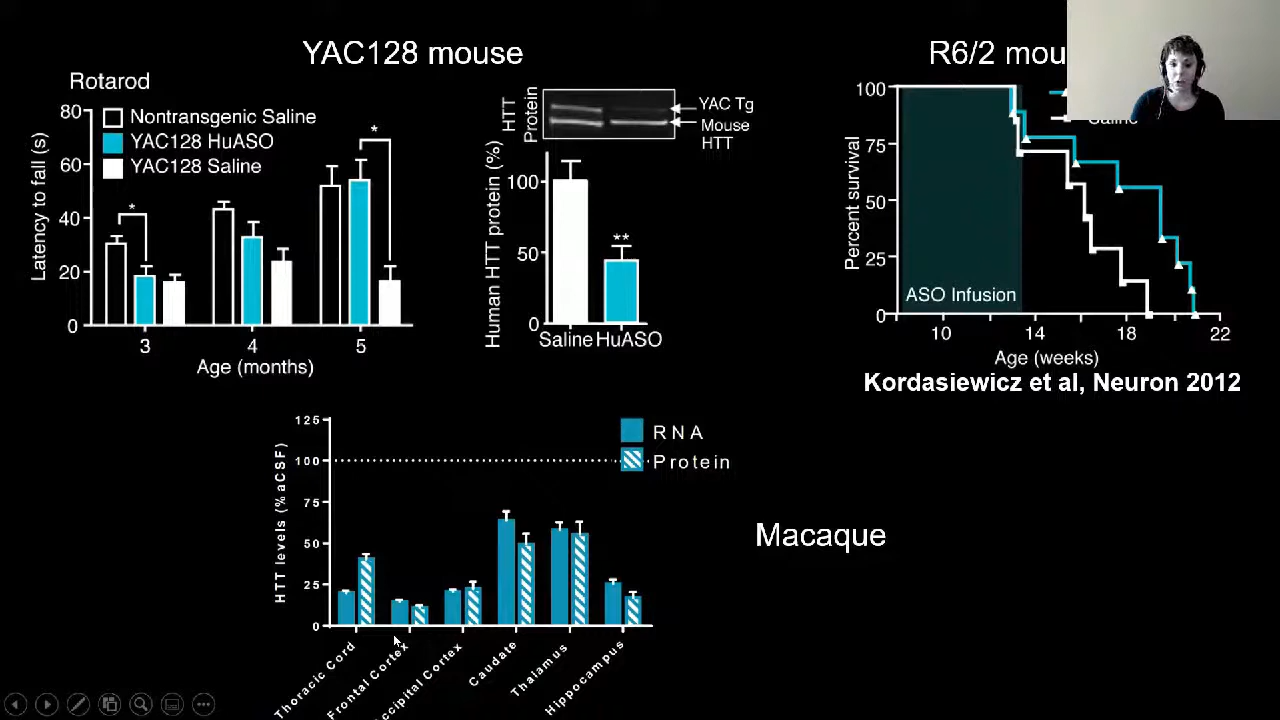 YAC128 mouse
R6/2 mou
Rotarod
80
60
40
20
0
Latency to fall (s)
Nontransgenic Saline
YAC128 HuASO
YAC128 Saline
*
*
3
4
5
Age (months)
HTT
Protein
YAC Tg
Mouse
HTT
Human HTT protein (%)
100
50
0
**
Saline HuASO
Percent survival
100
75
50
25
0
Saline
ASO Infusion
10
14
18
22
Age (weeks)
Kordasiewicz et al, Neuron 2012
HTT levels (% aCSF)
125
100
75
50
25
0
RNA
Protein
Thoracic Cord
Frontal Cortex
ccipital Cortex
Caudate
Thalamus
Hippocampus
Macaque